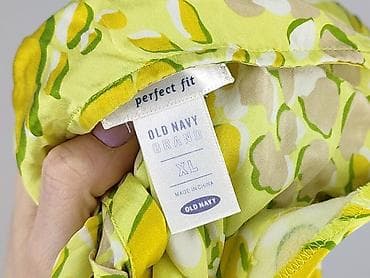 perfect fit
OLD NAVY
BRAND
XL
MADE IN CHINA
OLD NAVY